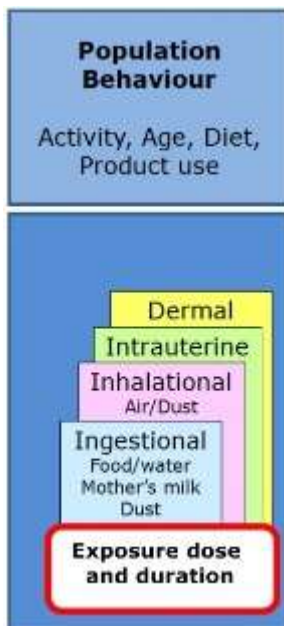 Population
Behaviour
Activity, Age, Diet,
Product use
Dermal
Intrauterine
Inhalational
Air/Dust
Ingestional
Food/water
Mother's milk
Dust
Exposure dose
and duration